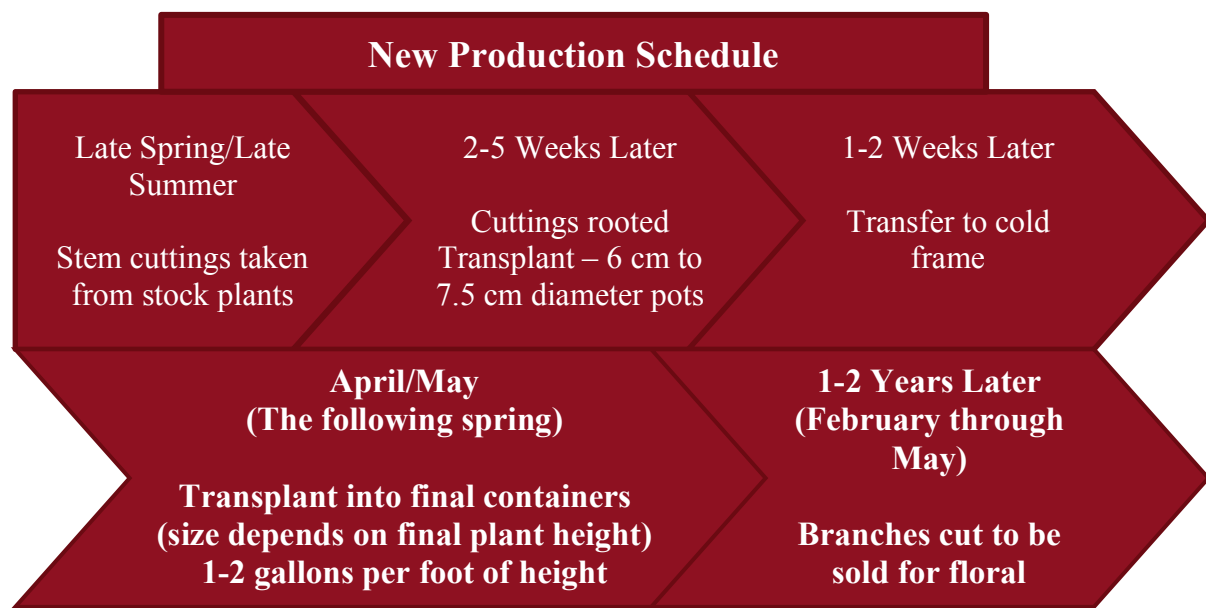 New Production Schedule
Late Spring/Late
Summer
Stem cuttings taken
from stock plants
2-5 Weeks Later
Cuttings rooted
Transplant – 6 cm to
7.5 cm diameter pots
1-2 Weeks Later
Transfer to cold
frame
April/May
(The following spring)
Transplant into final containers
(size depends on final plant height)
1-2 gallons per foot of height
1-2 Years Later
(February through
May)
Branches cut to be
sold for floral